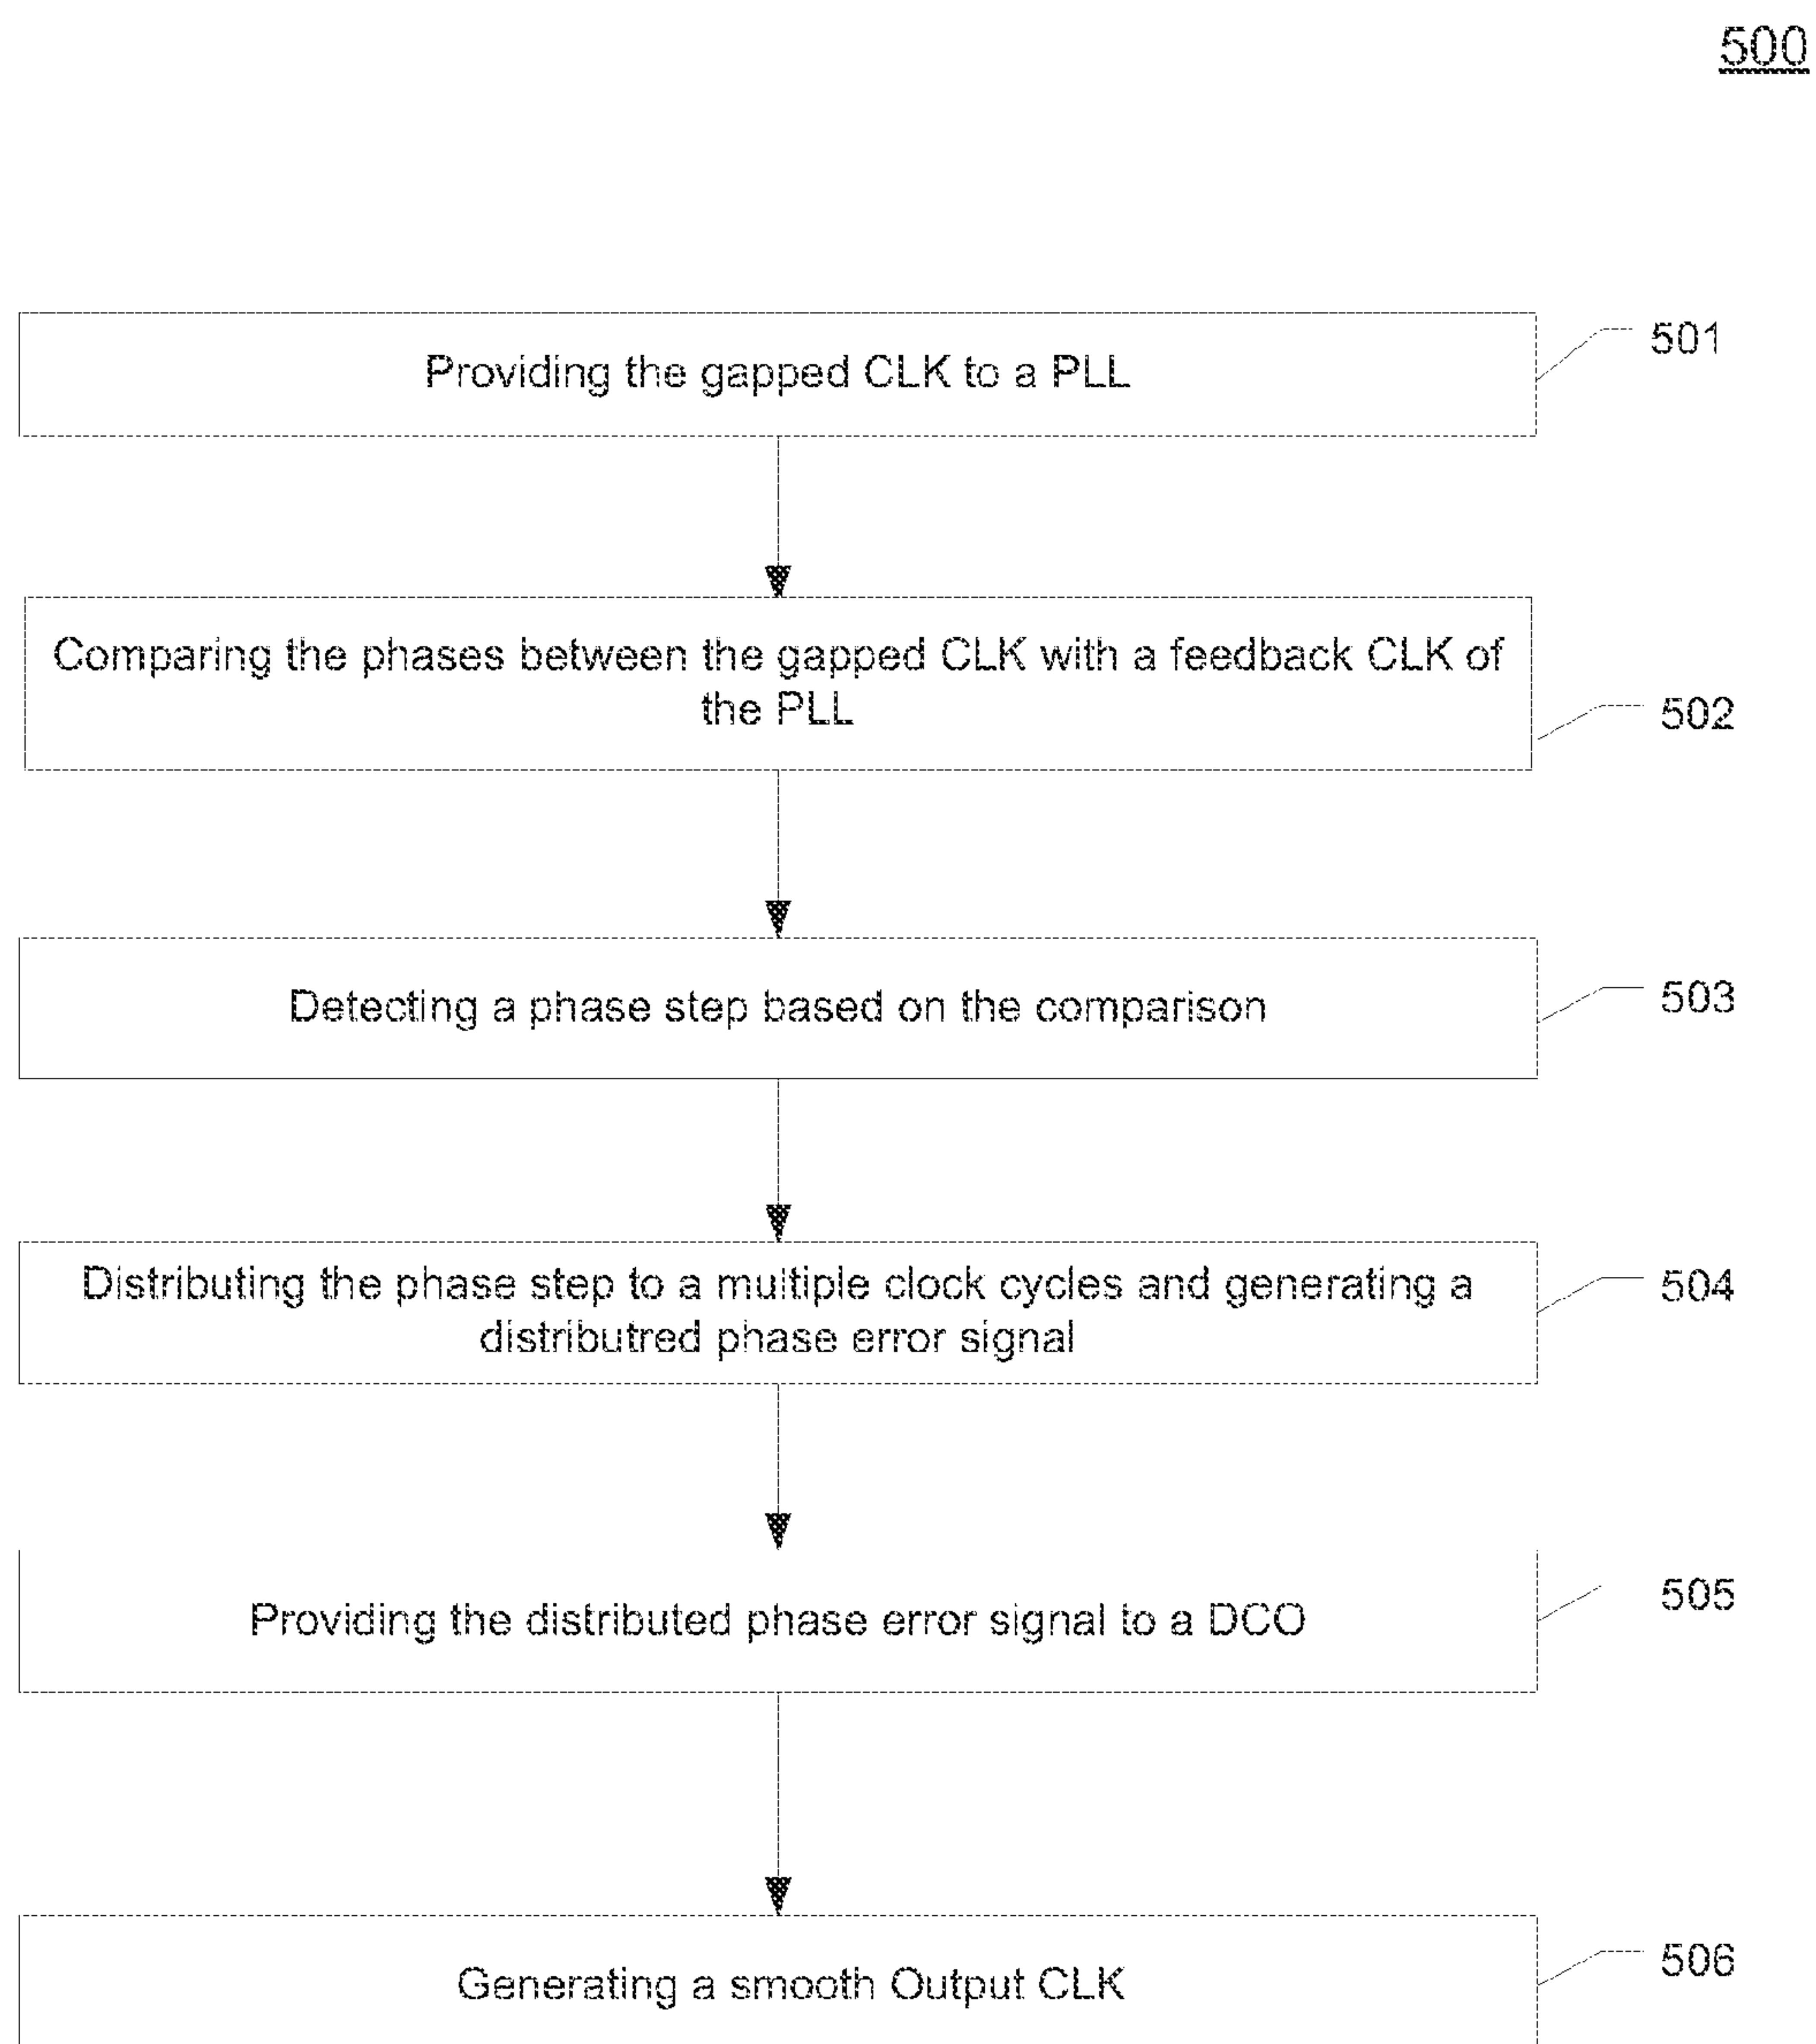 500
Providing the gapped CLK to a PLL
501
Comparing the phases between the gapped CLK with a feedback CLK of
the PLL
502
Detecting a phase step based on the comparison
503
Distributing the phase step to a multiple clock cycles and generating a
distributred phase error signal
504
Providing the distributed phase error signal to a DCO
505
Generating a smooth Output CLK
506